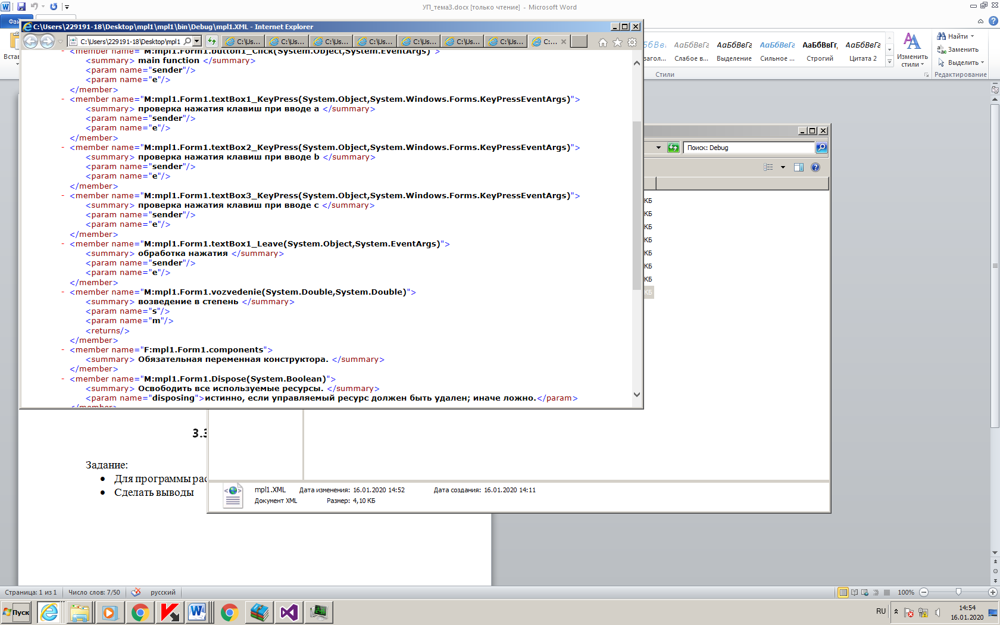 УП_тема3.docx [только чтение] - Microsoft Word
C:\Users\229191-18\Desktop\mpl1\mpl1\bin\Debug\mpl1.XML - Internet Explorer
C:\Users\229191-18\Desktop\mpl1
C:\Us...
C:\Us...
C:\Us...
C:\Us...
C:\Us...
C:\Us...
C:\Us...
C:...
<member name="M:mpl1.Form1.button1_Click(System.Object,System.EventArgs)">
<summary> main function </summary>
<param name="sender"/>
<param name="e"/>
</member>
- <member name="M:mpl1.Form1.textBox1_KeyPress(System.Object,System.Windows.Forms.KeyPressEventArgs)">
<summary> проверка нажатия клавиш при вводе a </summary>
<param name="sender"/>
<param name="e"/>
</member>
- <member name="M:mpl1.Form1.textBox2_KeyPress(System.Object,System.Windows.Forms.KeyPressEventArgs)">
<summary> проверка нажатия клавиш при вводе b </summary>
<param name="sender"/>
<param name="e"/>
</member>
- <member name="M:mpl1.Form1.textBox3_KeyPress(System.Object,System.Windows.Forms.KeyPressEventArgs)">
<summary> проверка нажатия клавиш при вводе c </summary>
<param name="sender"/>
<param name="e"/>
</member>
- <member name="M:mpl1.Form1.textBox1_Leave(System.Object,System.EventArgs)">
<summary> обработка нажатия </summary>
<param name="sender"/>
<param name="e"/>
</member>
- <member name="M:mpl1.Form1.vozvedenie(System.Double,System.Double)">
<summary> возведение в степень </summary>
<param name="s"/>
<param name="m"/>
<returns/>
</member>
- <member name="F:mpl1.Form1.components">
<summary> Обязательная переменная конструктора. </summary>
</member>
- <member name="M:mpl1.Form1.Dispose(System.Boolean)">
<summary> Освободить все используемые ресурсы. </summary>
<param name="disposing">истинно, если управляемый ресурс должен быть удален; иначе ложно.</param>
</member>
АаБбВвГг АаБбВвГг АаБбВвГг АаБбВвГг, АаБбВвГг
Слабое в... Выделение Сильное ... Строгий Цитата 2
Изменить стили
Стили
Найти
Заменить
Выделить
Редактирование
Поиск: Debug
КБ
КБ
КБ
КБ
КБ
КБ
КБ
КБ
3.3
Задание:
• Для программы рас
• Сделать выводы
mpl1.XML Дата изменения: 16.01.2020 14:52 Дата создания: 16.01.2020 14:11
Документ XML Размер: 4,10 КБ
Страница: 1 из 1 Число слов: 7/50 русский 100%
Пуск RU 14:54
16.01.2020